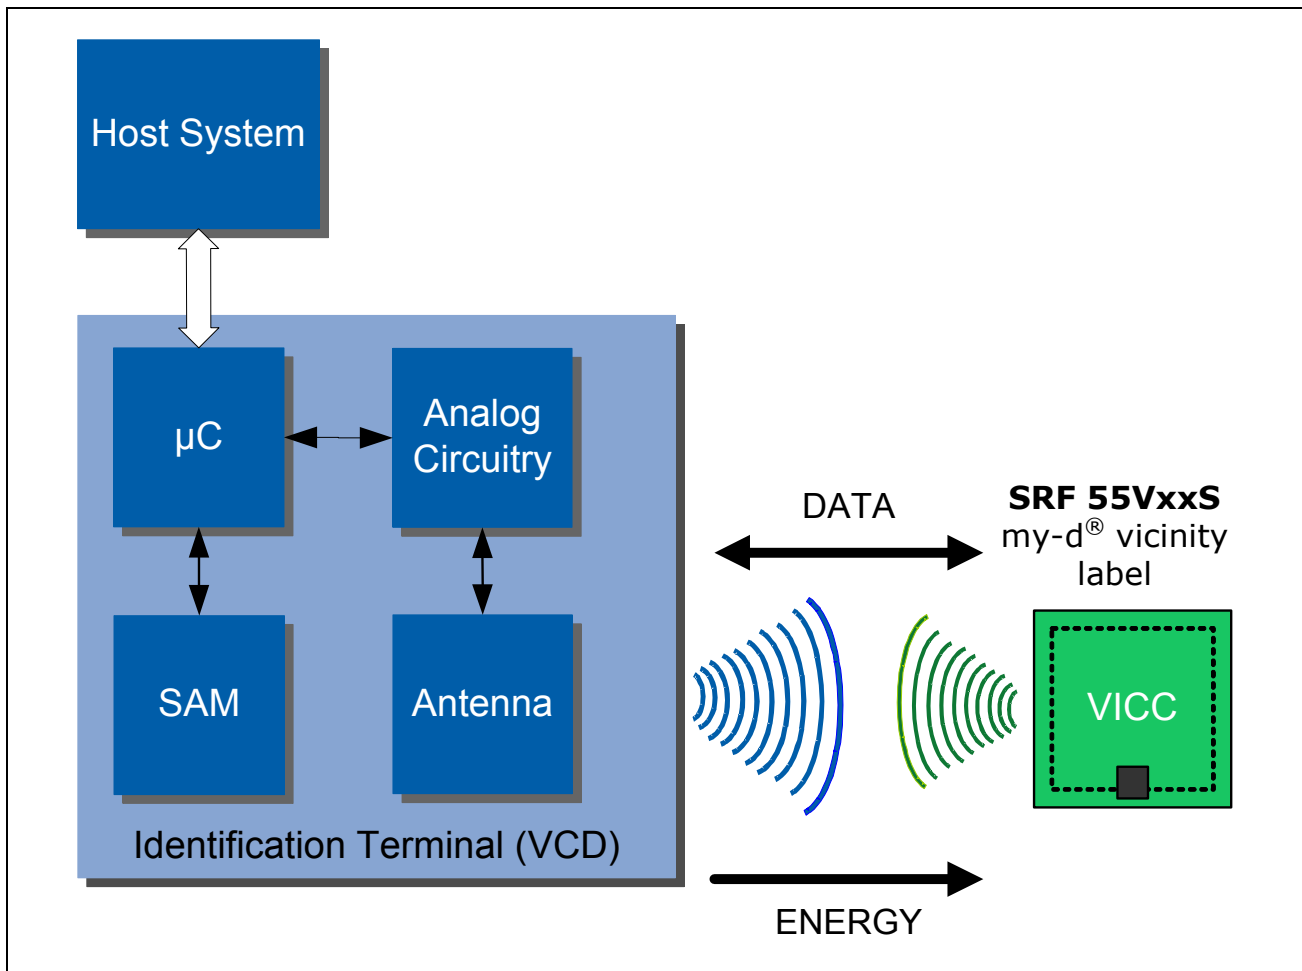 Host System
µC
Analog
Circuitry
SAM
Antenna
Identification Terminal (VCD)
DATA
ENERGY
SRF 55VxxS
my-d® vicinity
label
VICC